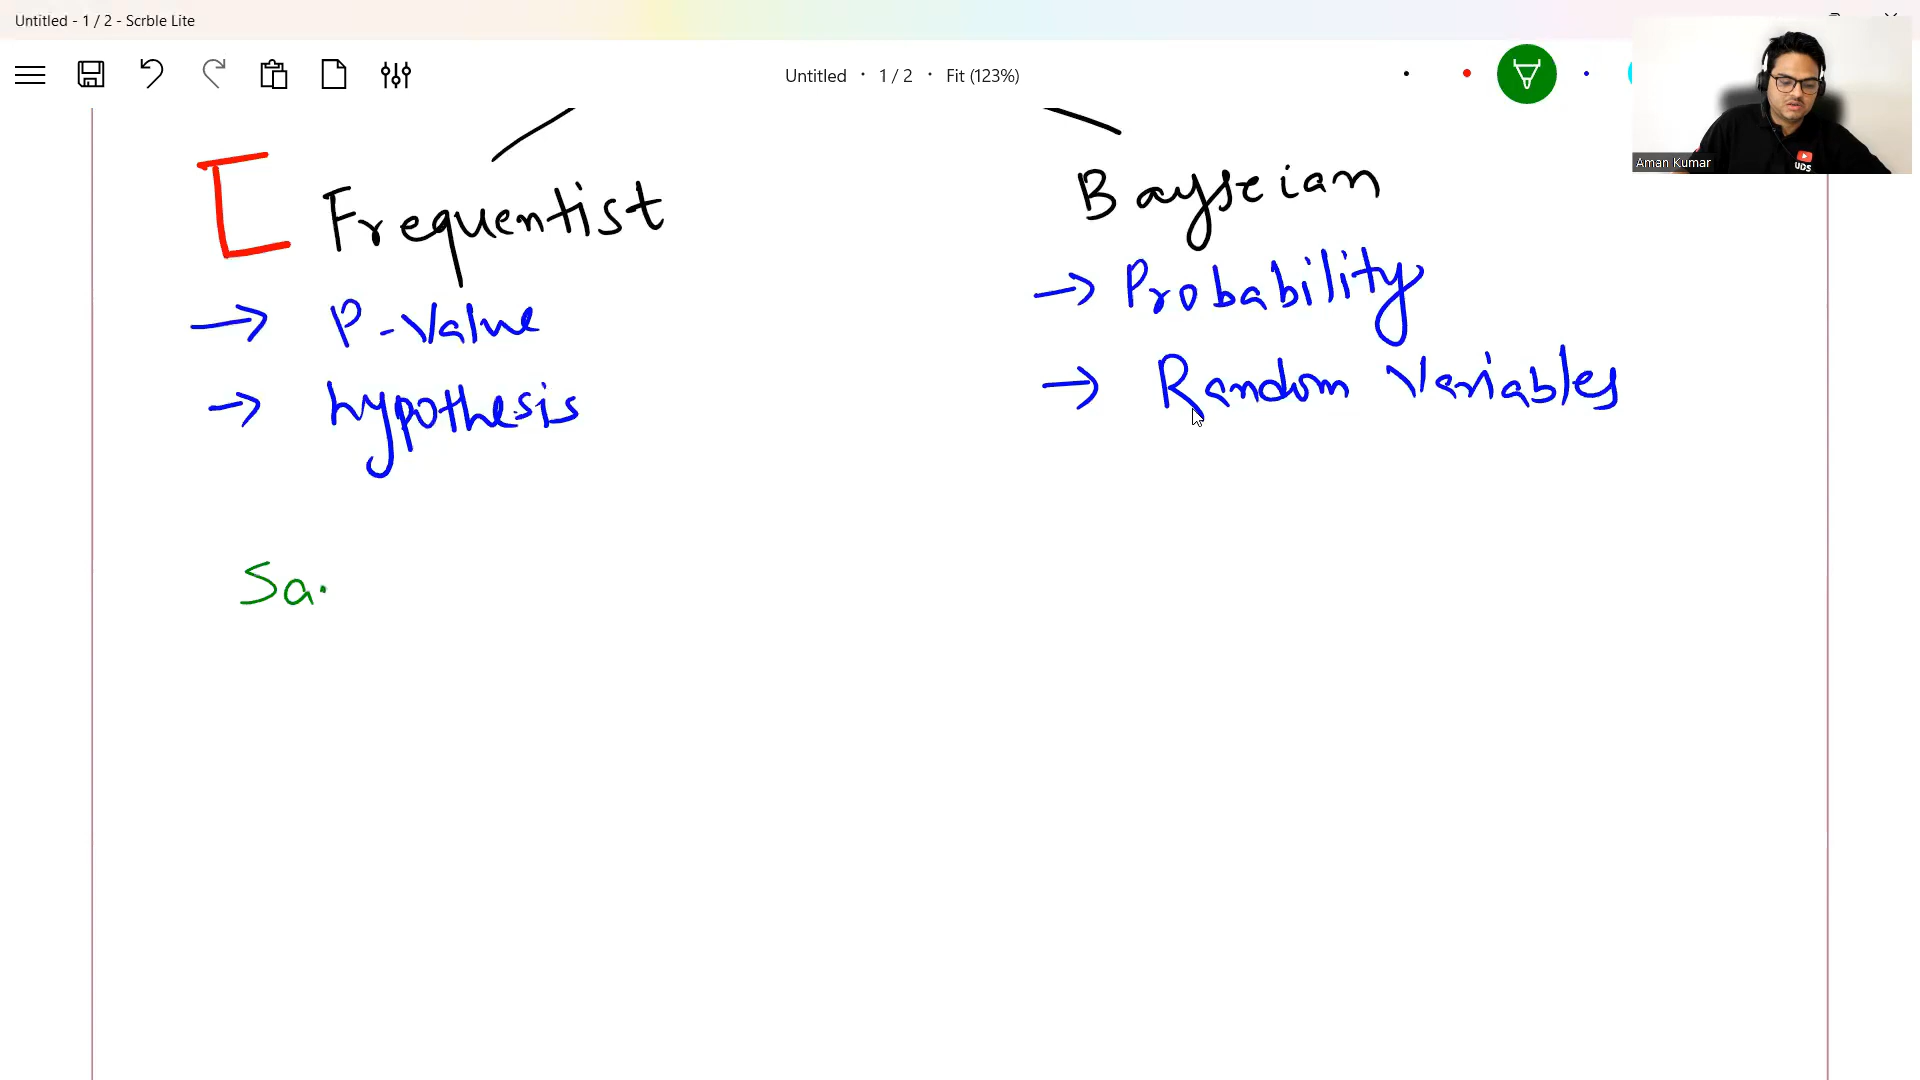 Untitled - 1 / 2 - Scrble Lite
Untitled • 1 / 2 • Fit (123%)
Aman Kumar
UDS
Frequentist
Bayseian
→ P-Value
→ Probability
→ hypothesis
→ Random Variables
Sa